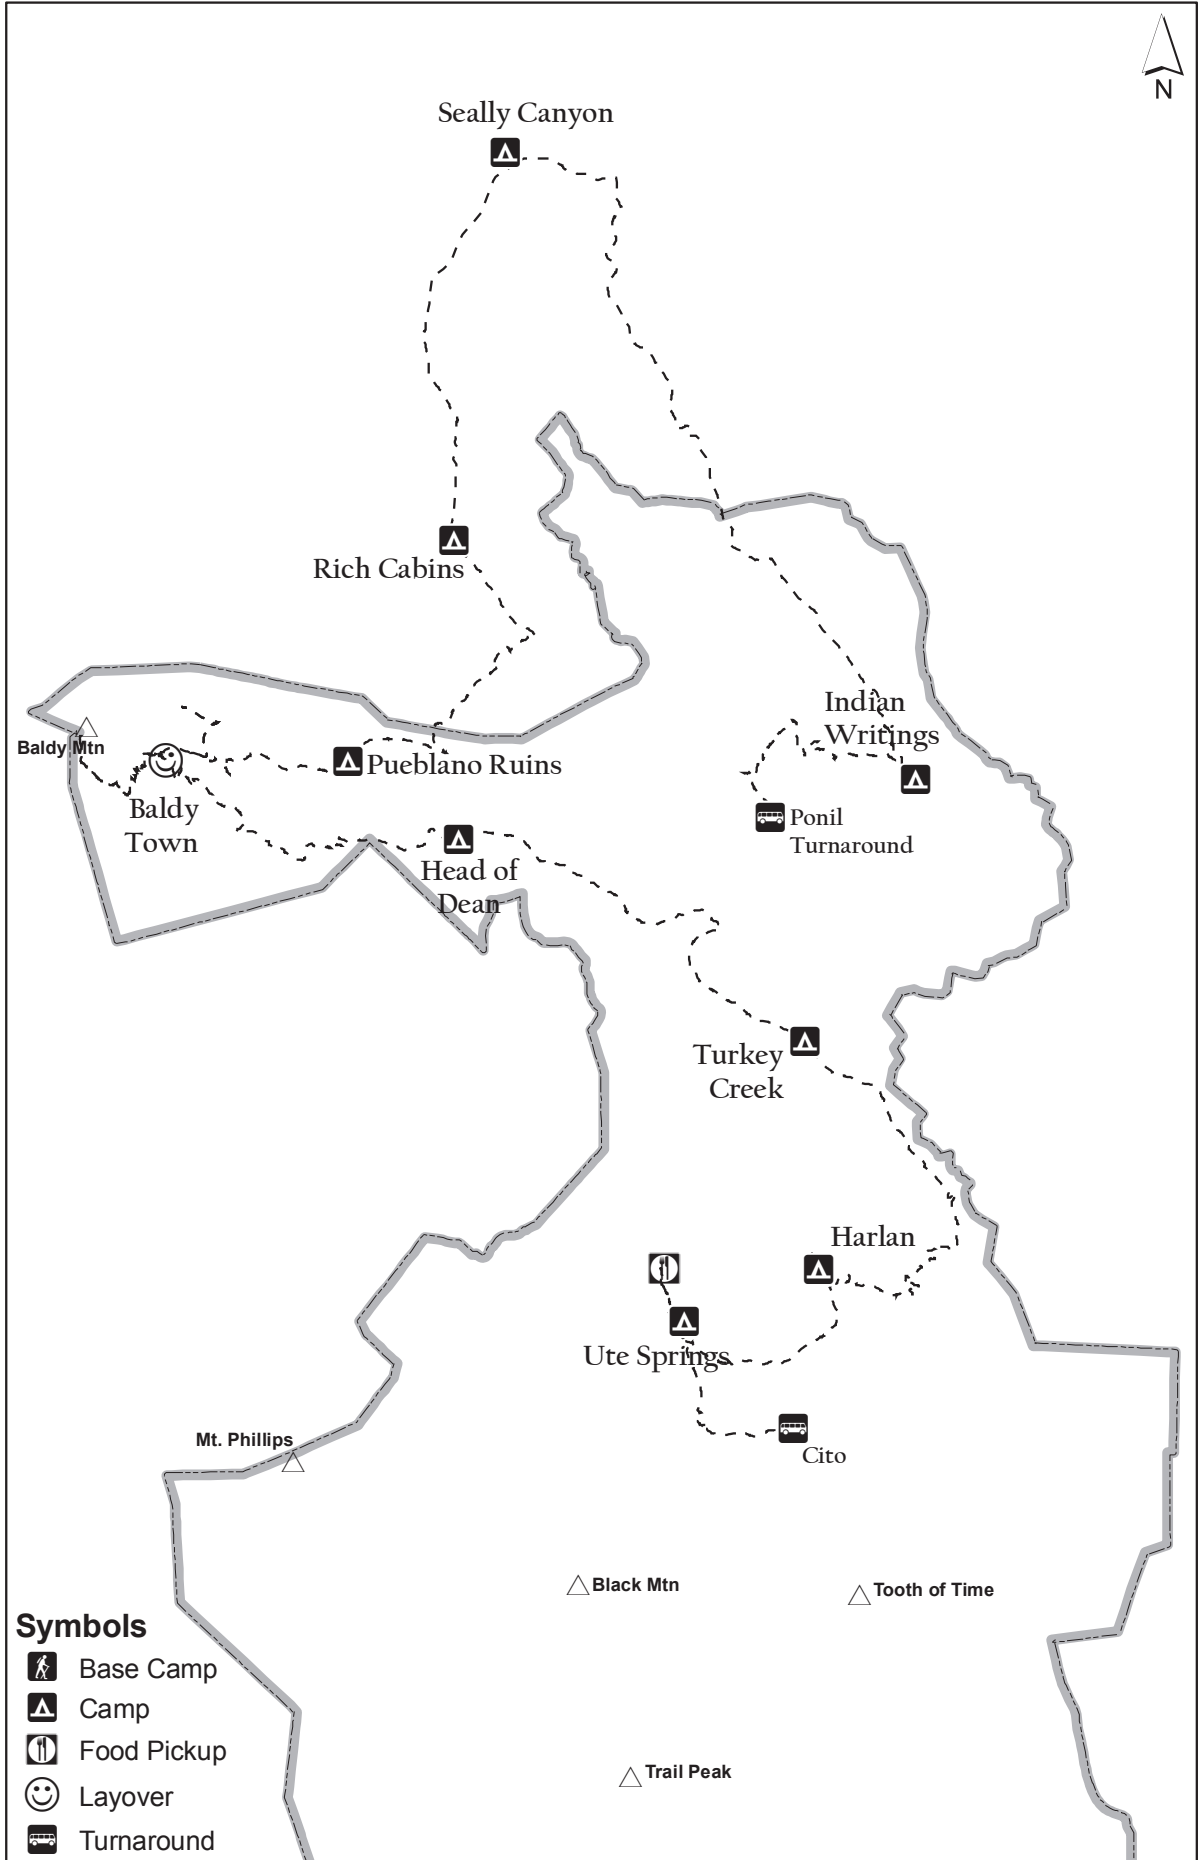 N
Seally Canyon
Rich Cabins
Indian
Writings
Baldy Mtn
Pueblano Ruins
Baldy
Town
Ponil
Turnaround
Head of
Dean
Turkey
Creek
Harlan
Ute Springs
Mt. Phillips
Cito
Black Mtn
Tooth of Time
Trail Peak
Symbols
Base Camp
Camp
Food Pickup
Layover
Turnaround